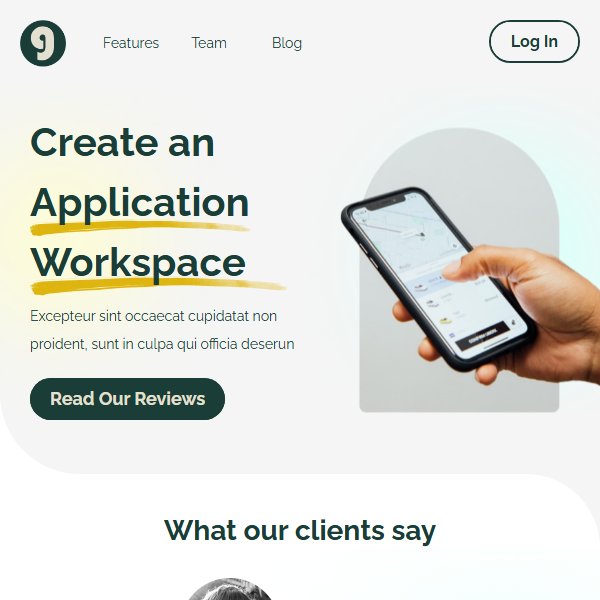 9
Features Team Blog Log In
Create an
Application
Workspace
Excepteur sint occaecat cupidatat non
proident, sunt in culpa qui officia deserun
Read Our Reviews
What our clients say